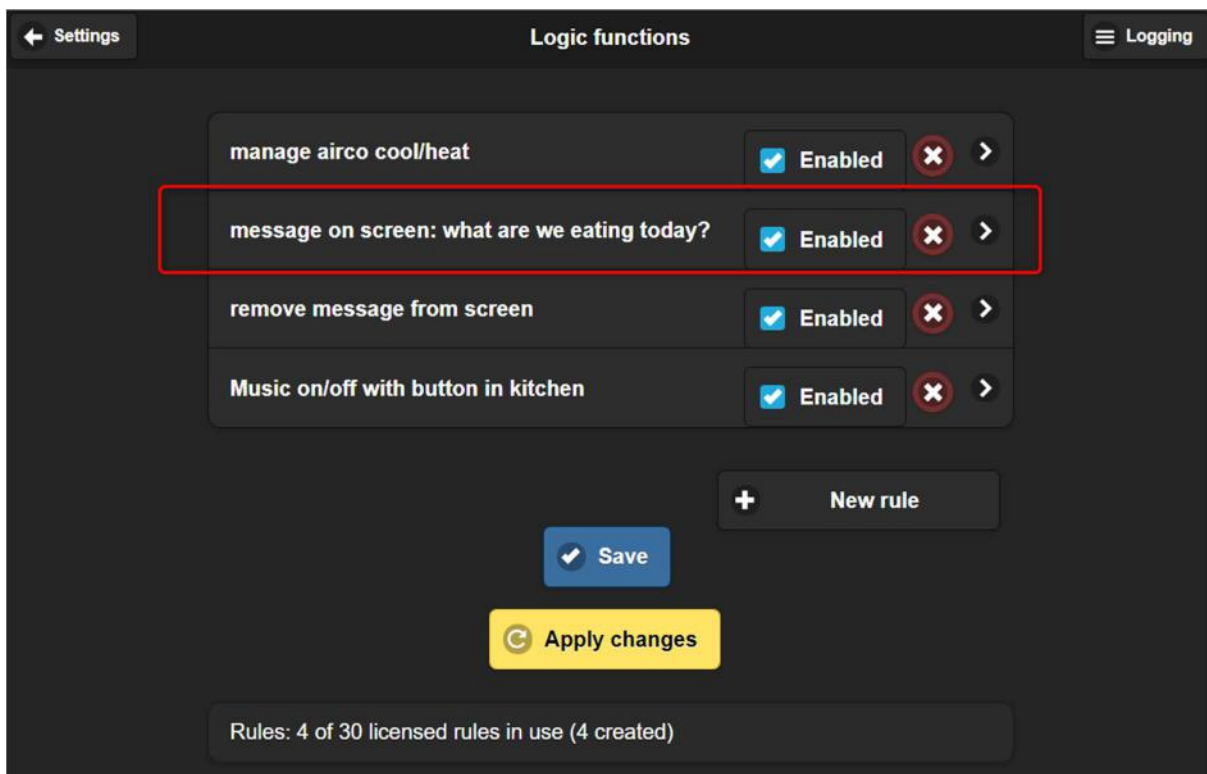 Settings
Logic functions
Logging
manage airco cool/heat
Enabled
message on screen: what are we eating today?
Enabled
remove message from screen
Enabled
Music on/off with button in kitchen
Enabled
New rule
Save
Apply changes
Rules: 4 of 30 licensed rules in use (4 created)